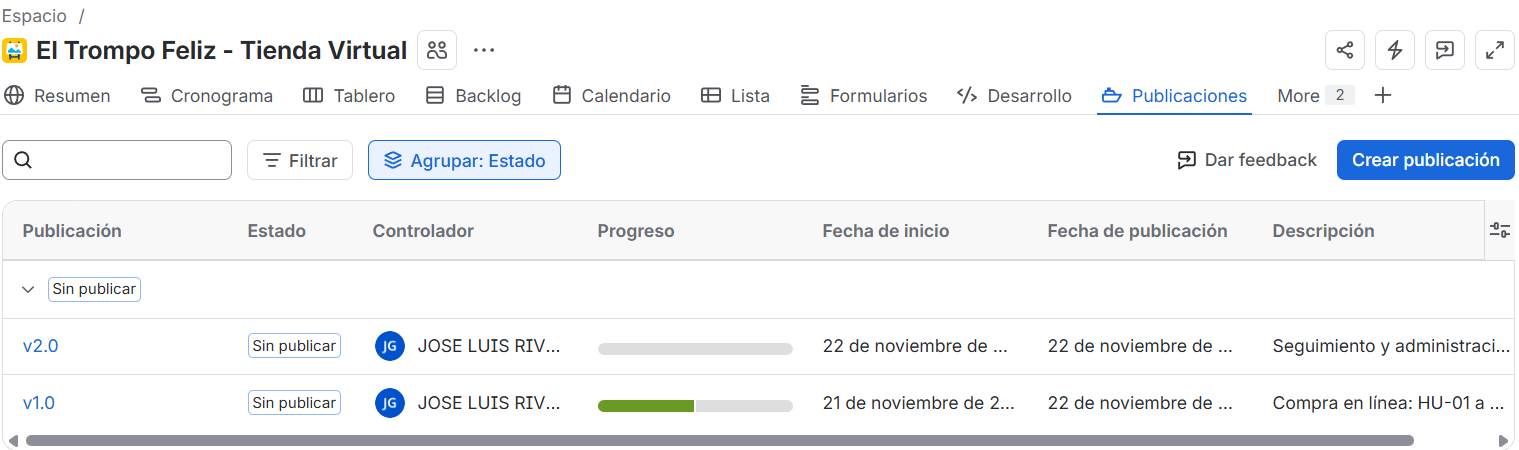 Espacio /
El Trompo Feliz - Tienda Virtual ...
Resumen Cronograma Tablero Backlog Calendario Lista Formularios Desarrollo Publicaciones More 2
Filtrar Agrupar: Estado Dar feedback Crear publicación
Publicación Estado Controlador Progreso Fecha de inicio Fecha de publicación Descripción
Sin publicar
v2.0 Sin publicar JG JOSE LUIS RIV... 22 de noviembre de ... 22 de noviembre de ... Seguimiento y administraci...
v1.0 Sin publicar JG JOSE LUIS RIV... 21 de noviembre de 2... 22 de noviembre de ... Compra en línea: HU-01 a ...